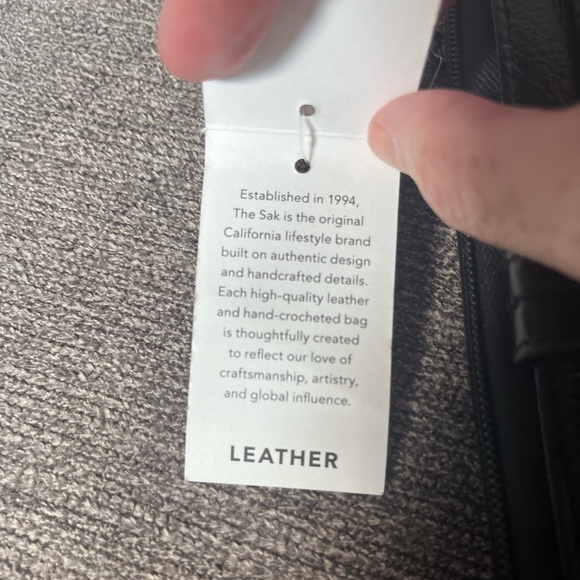 Established in 1994,
The Sak is the original
California lifestyle brand
built on authentic design
and handcrafted details.
Each high-quality leather
and hand-crocheted bag
is thoughtfully created
to reflect our love of
craftsmanship, artistry,
and global influence.
LEATHER